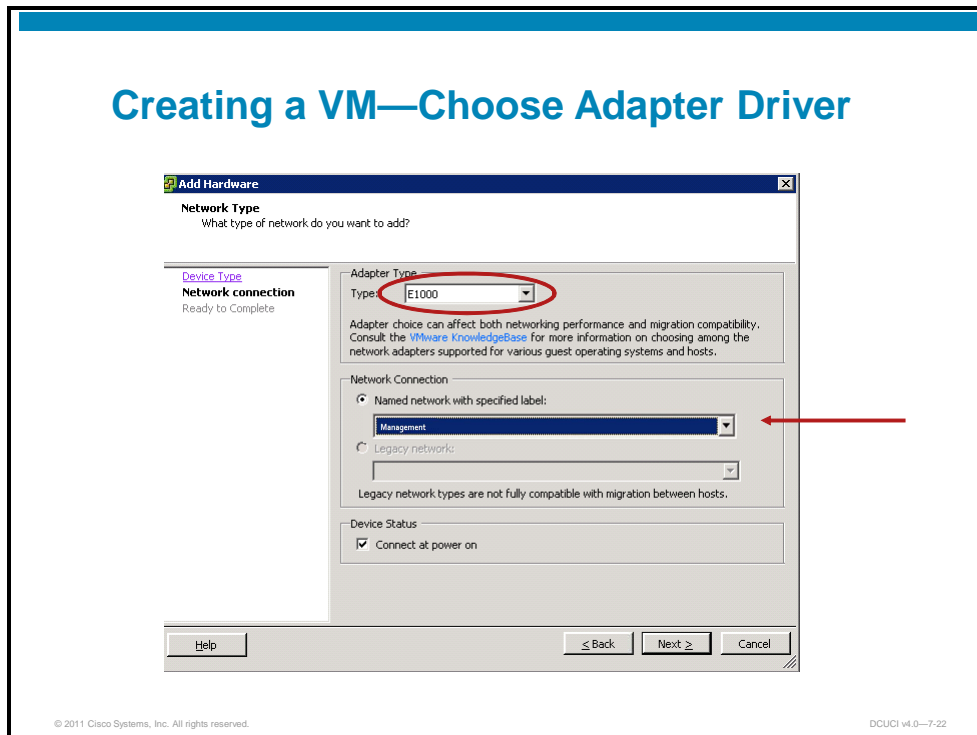 Creating a VM—Choose Adapter Driver
Add Hardware
Network Type
What type of network do you want to add?
Device Type
Network connection
Ready to Complete
Adapter Type
Type: E1000
Adapter choice can affect both networking performance and migration compatibility.
Consult the VMware KnowledgeBase for more information on choosing among the
network adapters supported for various guest operating systems and hosts.
Network Connection
Named network with specified label:
Management
Legacy network:
Legacy network types are not fully compatible with migration between hosts.
Device Status
Connect at power on
Help
< Back
Next >
Cancel
© 2011 Cisco Systems, Inc. All rights reserved.
DCUCI v4.0—7-22